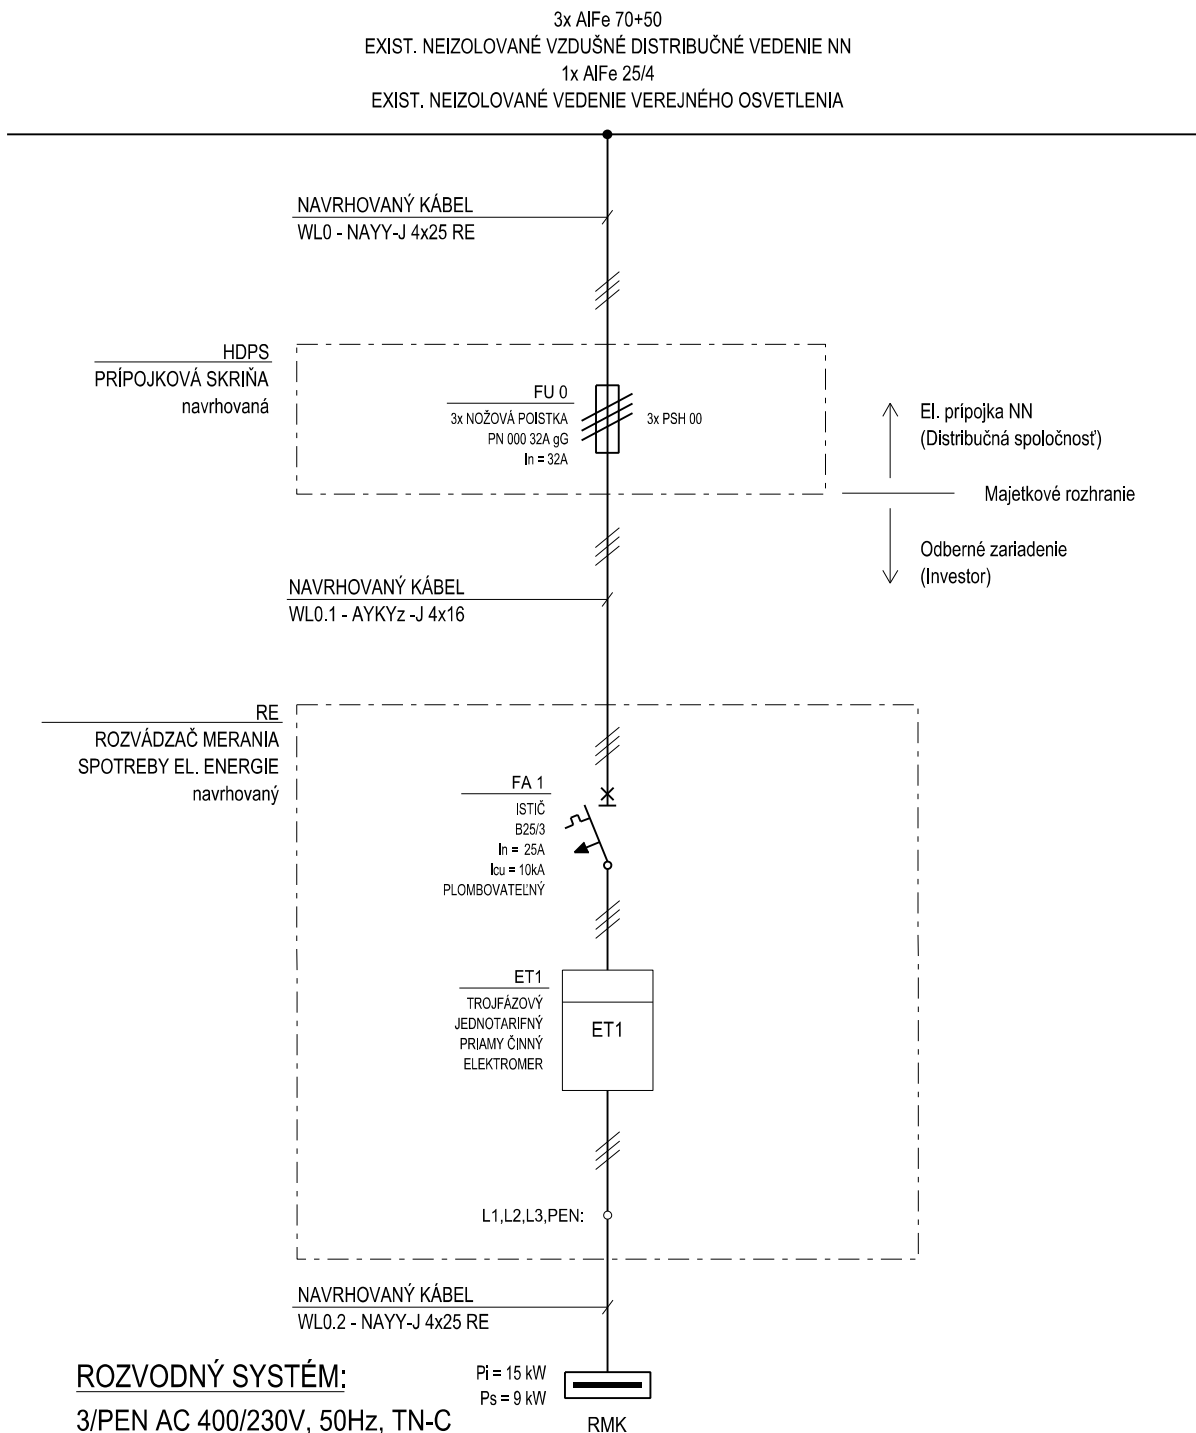 3x AlFe 70+50
EXIST. NEIZOLOVANÉ VZDUŠNÉ DISTRIBUČNÉ VEDENIE NN
1x AlFe 25/4
EXIST. NEIZOLOVANÉ VEDENIE VEREJNÉHO OSVETLENIA
NAVRHOVANÝ KÁBEL
WL0 - NAYY-J 4x25 RE
HDPS
PRÍPOJKOVÁ SKRIŇA
navrhovaná
FU 0
3x NOŽOVÁ POISTKA
PN 000 32A gG
In = 32A
3x PSH 00
El. prípojka NN
(Distribučná spoločnosť)
Majetkové rozhranie
Odberné zariadenie
(Investor)
NAVRHOVANÝ KÁBEL
WL0.1 - AYKYz -J 4x16
RE
ROZVÁDZAČ MERANIA
SPOTREBY EL. ENERGIE
navrhovaný
FA 1
ISTIČ
B25/3
In = 25A
Icu = 10kA
PLOMBOVATEĽNÝ
ET1
TROJFÁZOVÝ
JEDNOTARIFNÝ
PRIAMY ČINNÝ
ELEKTROMER
ET1
L1,L2,L3,PEN:
NAVRHOVANÝ KÁBEL
WL0.2 - NAYY-J 4x25 RE
ROZVODNÝ SYSTÉM:
3/PEN AC 400/230V, 50Hz, TN-C
Pi = 15 kW
Ps = 9 kW
RMK